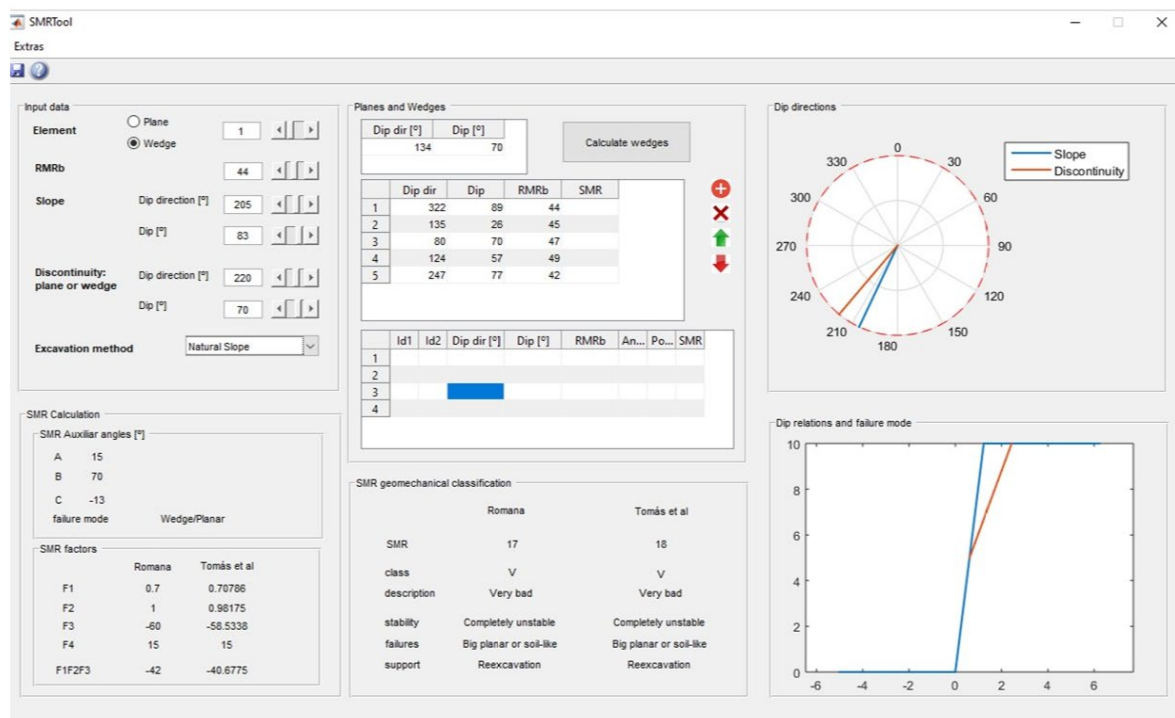 SMRTool
Extras
Input data
Element
Plane
Wedge
1
RMRb
44
Slope
Dip direction [º]
205
Dip [º]
83
Discontinuity:
plane or wedge
Dip direction [º]
220
Dip [º]
70
Excavation method
Natural Slope
SMR Calculation
SMR Auxiliar angles [º]
A 15
B 70
C -13
failure mode Wedge/Planar
SMR factors
Romana Tomás et al
F1 0.7 0.70786
F2 1 0.98175
F3 -60 -58.5338
F4 15 15
F1F2F3 -42 -40.6775
Planes and Wedges
Dip dir [º] Dip [º]
134 70
Calculate wedges
Dip dir Dip RMRb SMR
1 322 89 44
2 135 26 45
3 80 70 47
4 124 57 49
5 247 77 42
Id1 Id2 Dip dir [º] Dip [º] RMRb An... Po... SMR
1
2
3
4
SMR geomechanical classification
Romana Tomás et al
SMR 17 18
class V V
description Very bad Very bad
stability Completely unstable Completely unstable
failures Big planar or soil-like Big planar or soil-like
support Reexcavation Reexcavation
Dip directions
0
30
60
90
120
150
180
210
240
270
300
330
Slope
Discontinuity
Dip relations and failure mode
10
8
6
4
2
0
-6 -4 -2 0 2 4 6